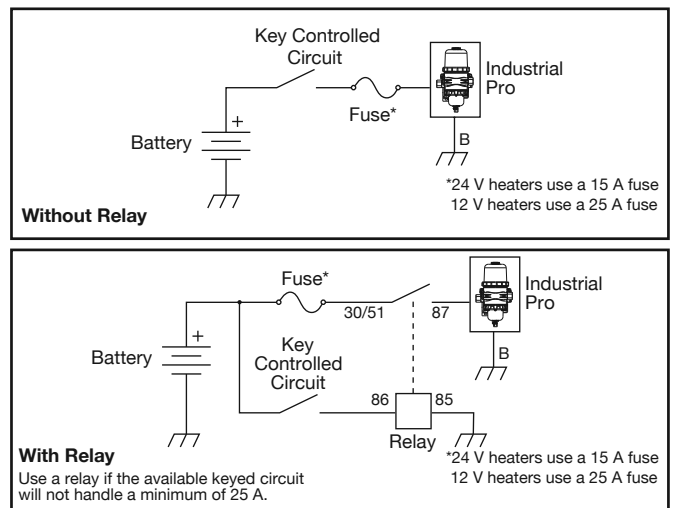 Key Controlled
Circuit
Industrial
Pro
Fuse*
+
Battery
B
*24 V heaters use a 15 A fuse
12 V heaters use a 25 A fuse
Without Relay
Fuse*
Industrial
Pro
30/51
87
+
Key
Controlled
Circuit
Battery
B
86
85
Relay
With Relay
*24 V heaters use a 15 A fuse
12 V heaters use a 25 A fuse
Use a relay if the available keyed circuit
will not handle a minimum of 25 A.